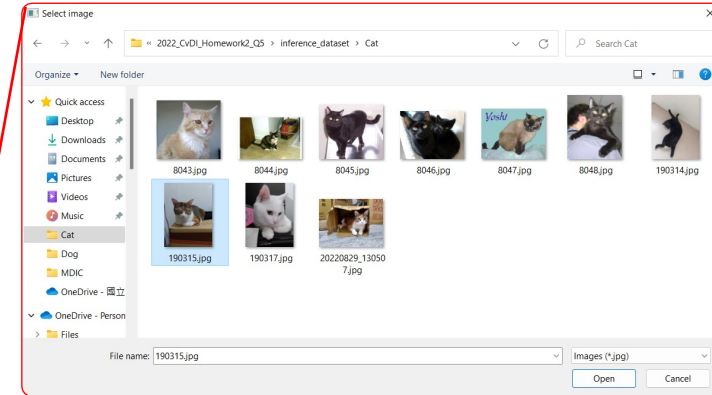 Select image
« 2022_CvDl_Homework2_Q5 › inference_dataset › Cat
Search Cat
Organize
New folder
Quick access
Desktop
Downloads
Documents
Pictures
Videos
Music
Cat
Dog
MDIC
OneDrive - 國立
OneDrive - Person
Files
8043.jpg
8044.jpg
8045.jpg
8046.jpg
Yoshi
8047.jpg
8048.jpg
190314.jpg
190315.jpg
190317.jpg
20220829_13050
7.jpg
File name: 190315.jpg
Images (*.jpg)
Open
Cancel